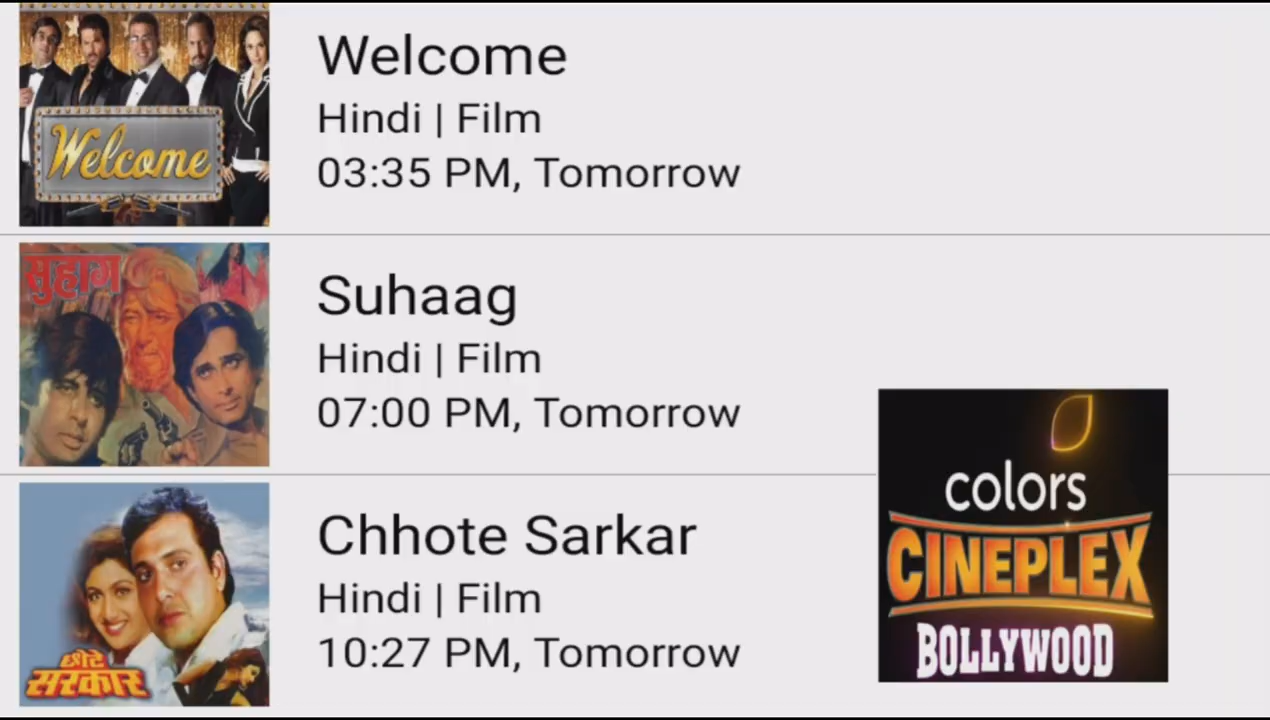 Welcome
Welcome
Hindi | Film
03:35 PM, Tomorrow
सुहाग
Suhaag
Hindi | Film
07:00 PM, Tomorrow
छोटे
सरकार
Chhote Sarkar
Hindi | Film
10:27 PM, Tomorrow
colors
CINEPLEX
BOLLYWOOD